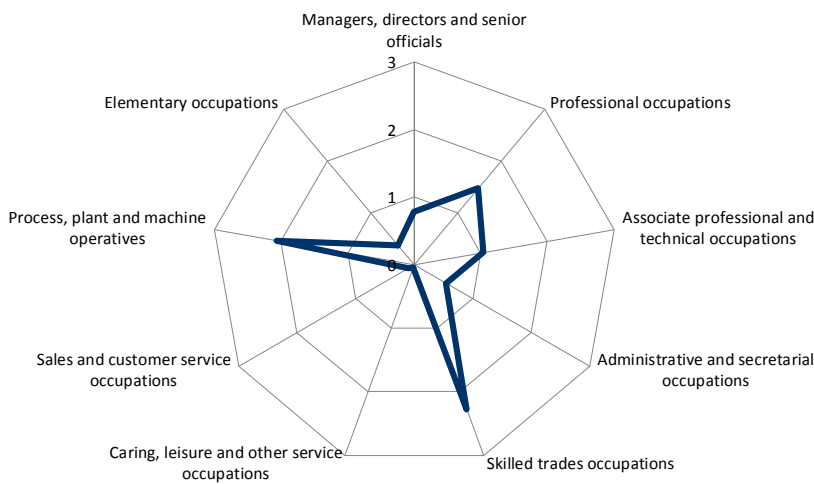 Managers, directors and senior
officials
3
Elementary occupations
Professional occupations
2
1
Process, plant and machine
operatives
Associate professional and
technical occupations
0
Sales and customer service
occupations
Administrative and secretarial
occupations
Caring, leisure and other service
occupations
Skilled trades occupations